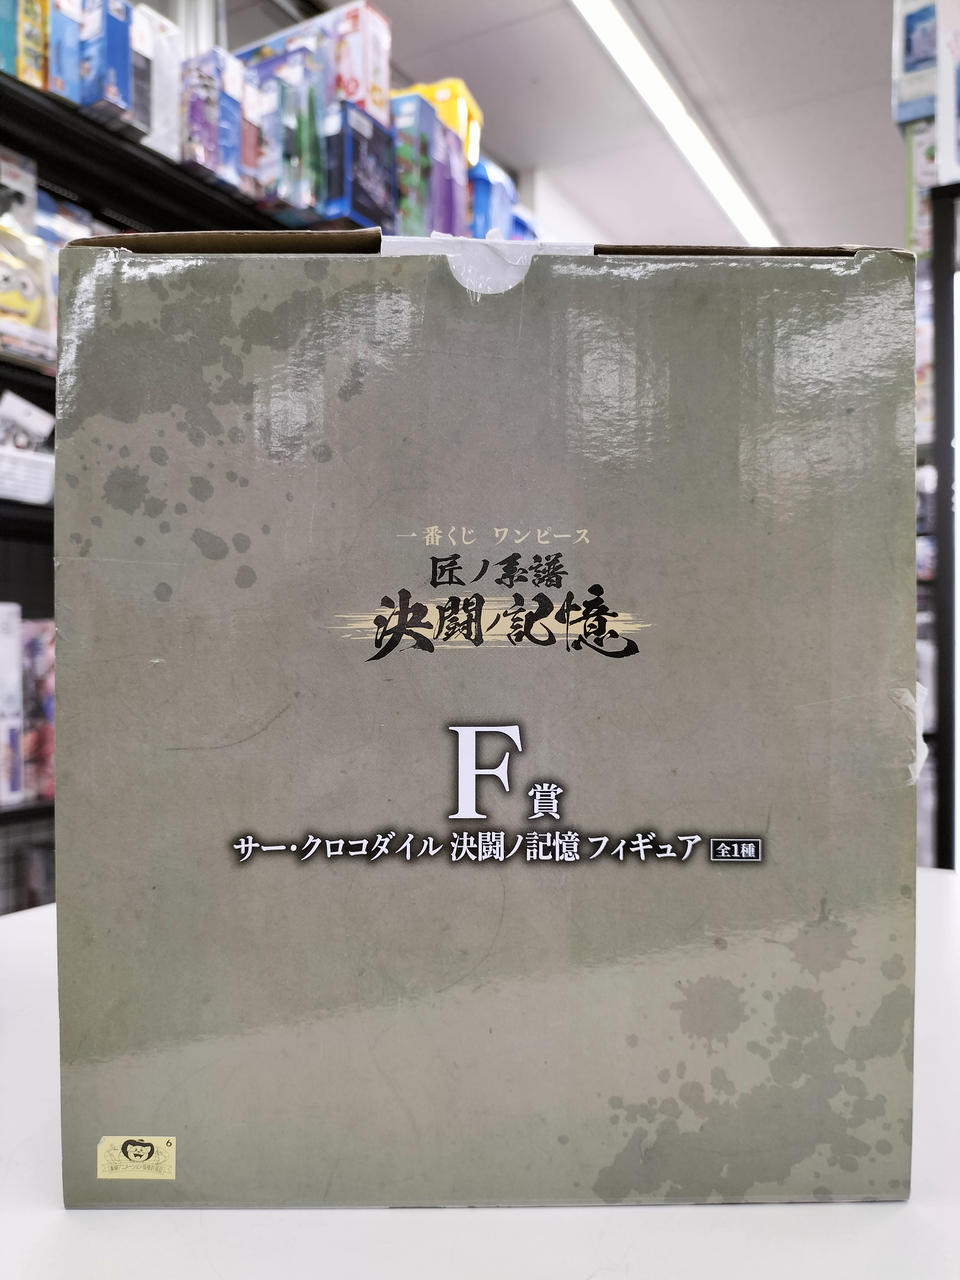 一番くじ ワンピース
匠ノ系譜
決闘ノ記憶
F賞
サー・クロコダイル 決闘ノ記憶 フィギュア 全1種
6